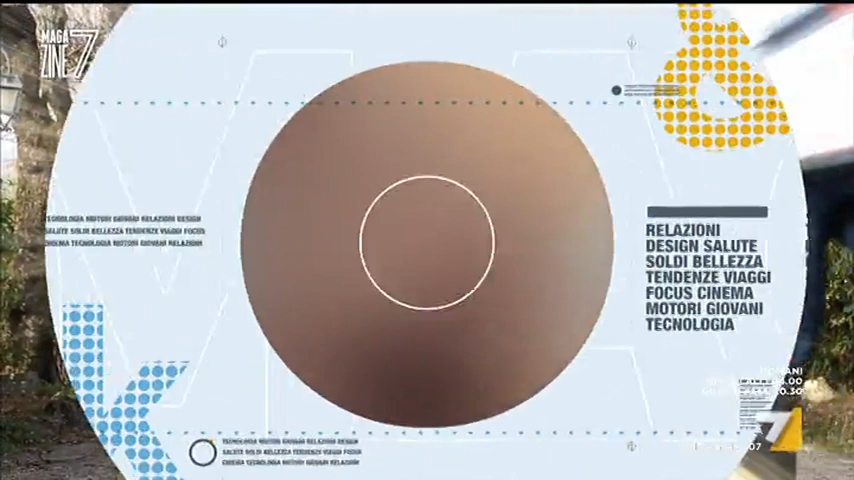 MAGA
ZINE 7
TECNOLOGIA MOTORI GIOVANI RELAZIONI DESIGN
SALUTE SOLDI BELLEZZA TENDENZE VIAGGI FOCUS
CINEMA TECNOLOGIA MOTORI GIOVANI RELAZIONI
RELAZIONI
DESIGN SALUTE
SOLDI BELLEZZA
TENDENZE VIAGGI
FOCUS CINEMA
MOTORI GIOVANI
TECNOLOGIA
TECNOLOGIA MOTORI GIOVANI RELAZIONI DESIGN
SALUTE SOLDI BELLEZZA TENDENZE VIAGGI FOCUS
CINEMA TECNOLOGIA MOTORI GIOVANI RELAZIONI
7